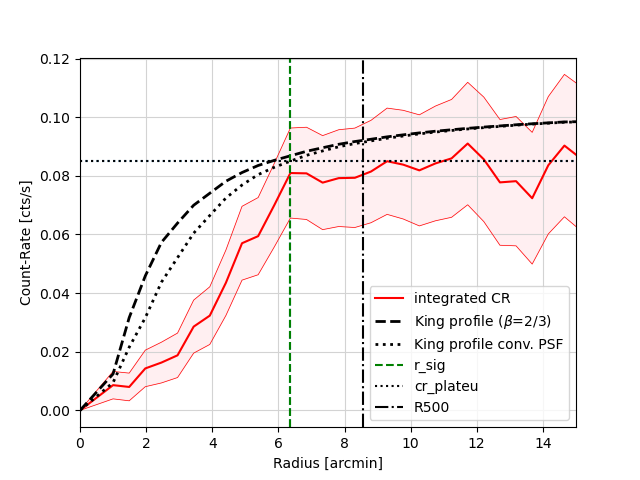 0.12
0.10
0.08
0.06
0.04
0.02
0.00
Count-Rate [cts/s]
integrated CR
King profile (β=2/3)
King profile conv. PSF
r_sig
cr_plateu
R500
0 2 4 6 8 10 12 14
Radius [arcmin]